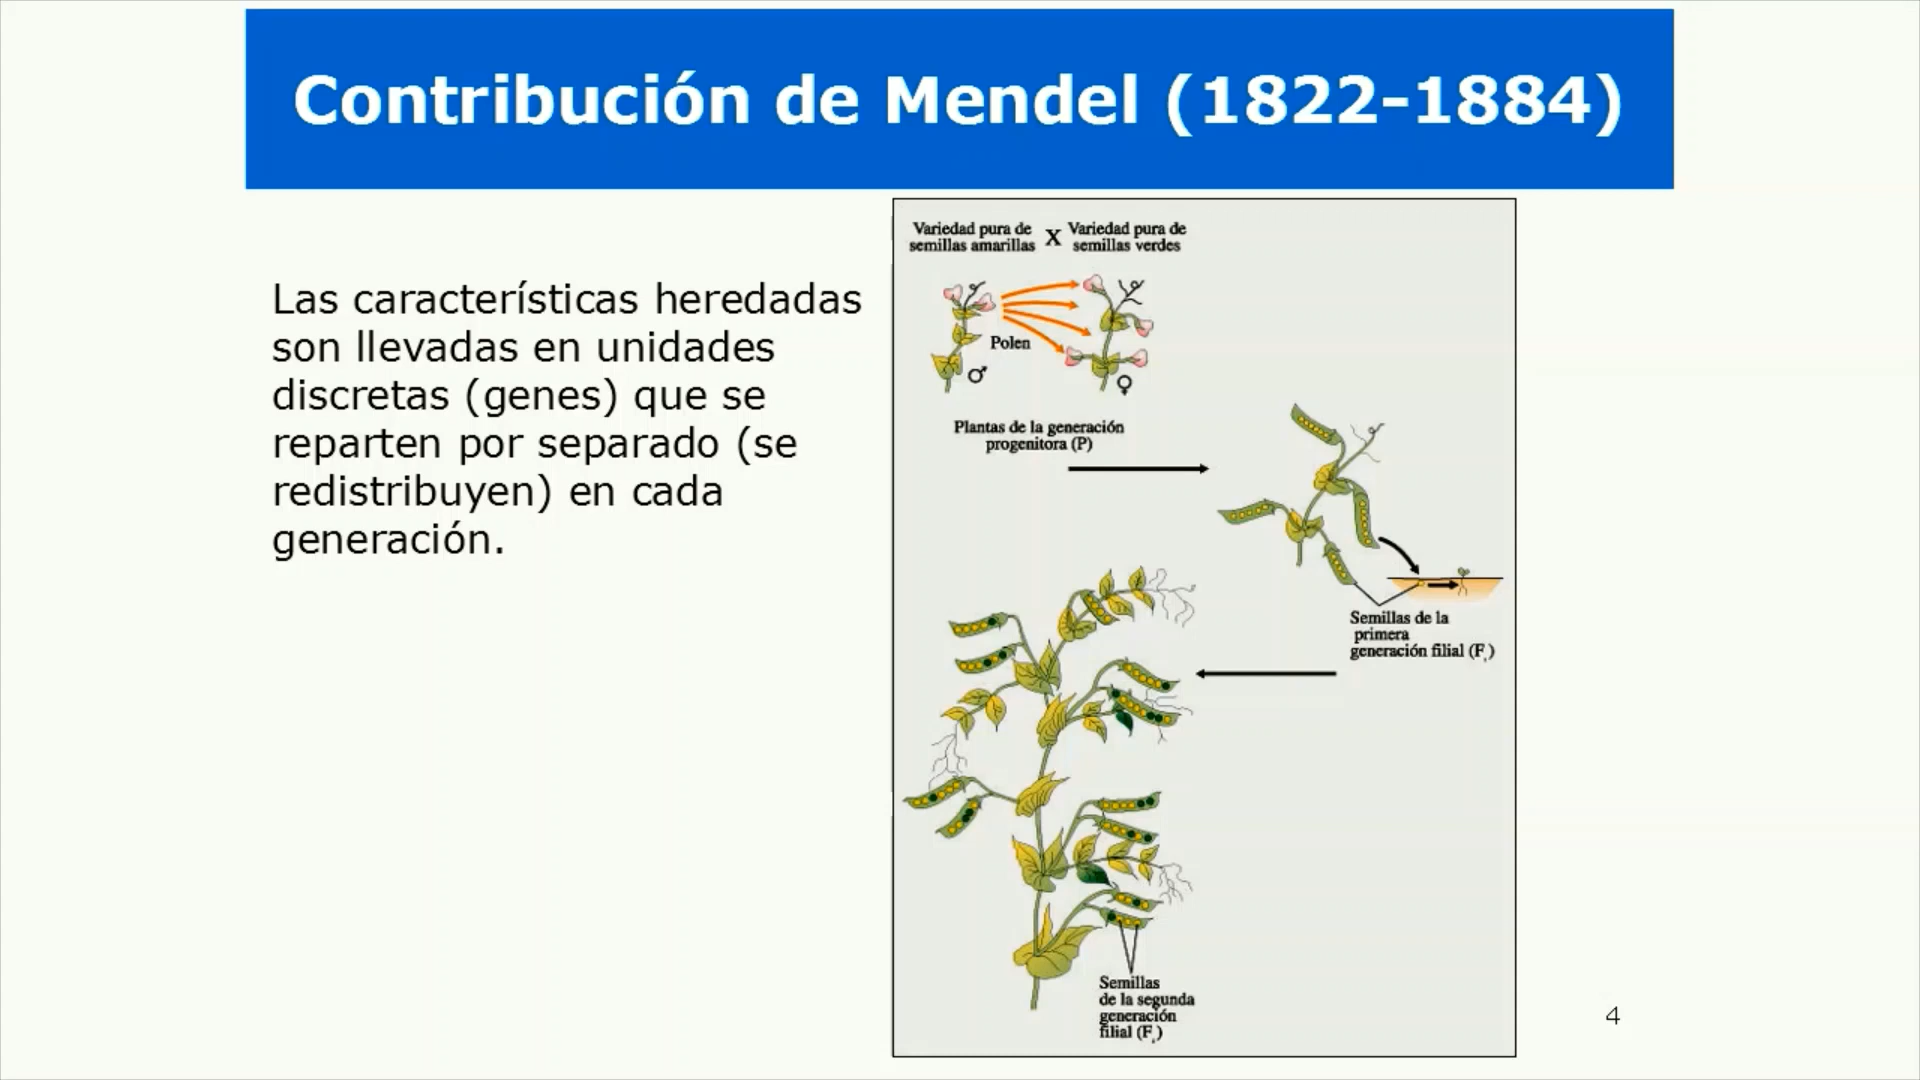 Contribución de Mendel (1822-1884)
Las características heredadas
son llevadas en unidades
discretas (genes) que se
reparten por separado (se
redistribuyen) en cada
generación.
Variedad pura de
semillas amarillas
X
Variedad pura de
semillas verdes
Polen
♂
♀
Plantas de la generación
progenitora (P)
Semillas de la
primera
generación filial (F₁)
Semillas
de la segunda
generación
filial (F₂)
4